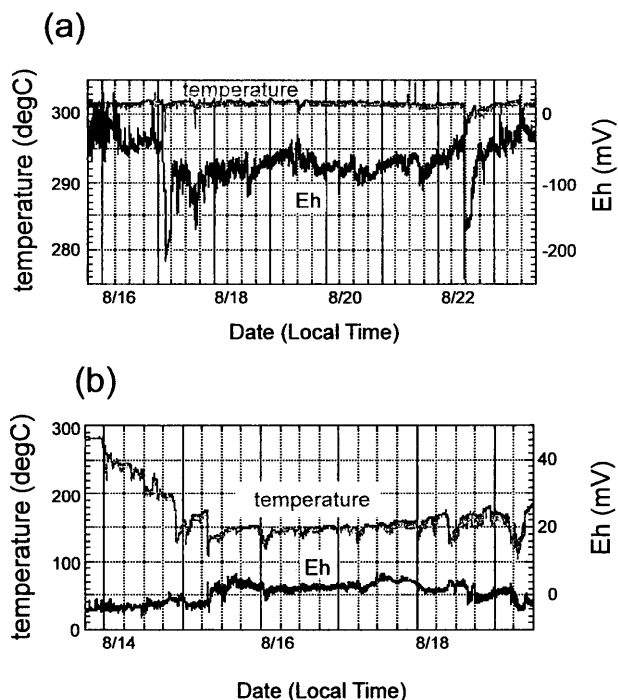 (a)
temperature
300
290
280
temperature (degC)
0
-100
-200
Eh (mV)
Eh
8/16
8/18
8/20
8/22
Date (Local Time)
(b)
300
200
100
0
temperature (degC)
40
20
0
Eh (mV)
temperature
Eh
8/14
8/16
8/18
Date (Local Time)